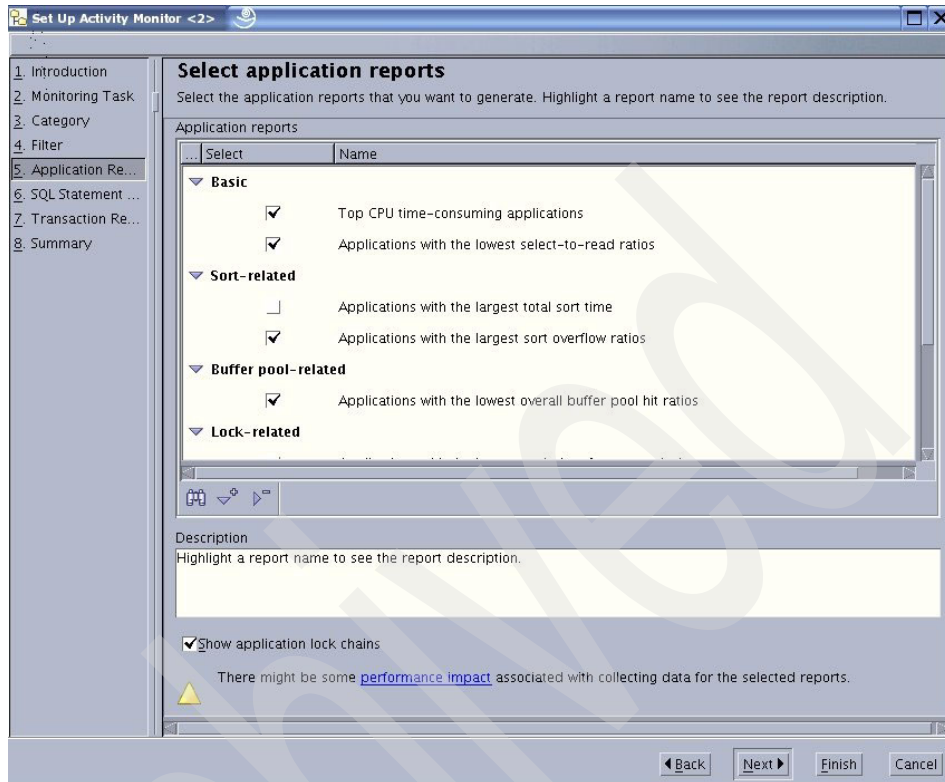 Set Up Activity Monitor <2>
1. Introduction
2. Monitoring Task
3. Category
4. Filter
5. Application Re...
6. SQL Statement ...
7. Transaction Re...
8. Summary
Select application reports
Select the application reports that you want to generate. Highlight a report name to see the report description.
Application reports
... Select Name
Basic
Top CPU time-consuming applications
Applications with the lowest select-to-read ratios
Sort-related
Applications with the largest total sort time
Applications with the largest sort overflow ratios
Buffer pool-related
Applications with the lowest overall buffer pool hit ratios
Lock-related
Description
Highlight a report name to see the report description.
Show application lock chains
There might be some performance impact associated with collecting data for the selected reports.
Back Next Finish Cancel